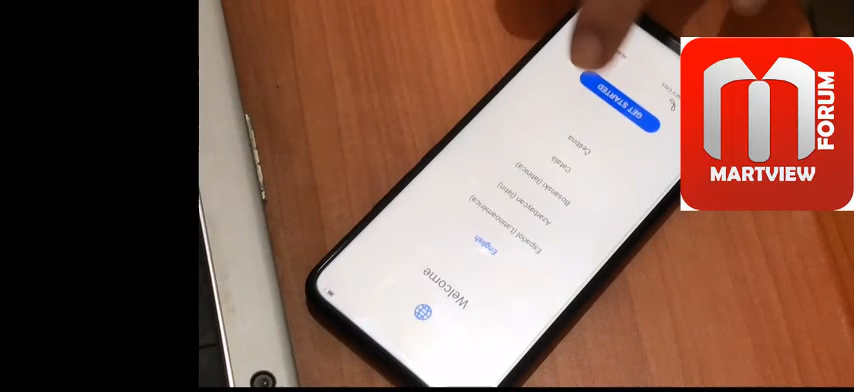 Welcome
English
Español (Latinoamérica)
Azərbaycan (latın)
Bosanski (latinica)
Català
Čeština
GET STARTED
MARTVIEW
FORUM